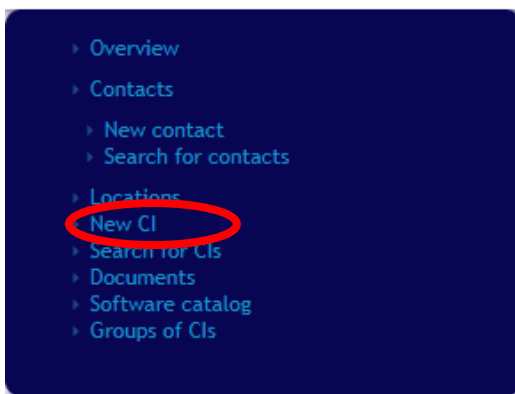 Overview
Contacts
New contact
Search for contacts
Locations
New CI
Search for CIs
Documents
Software catalog
Groups of CIs